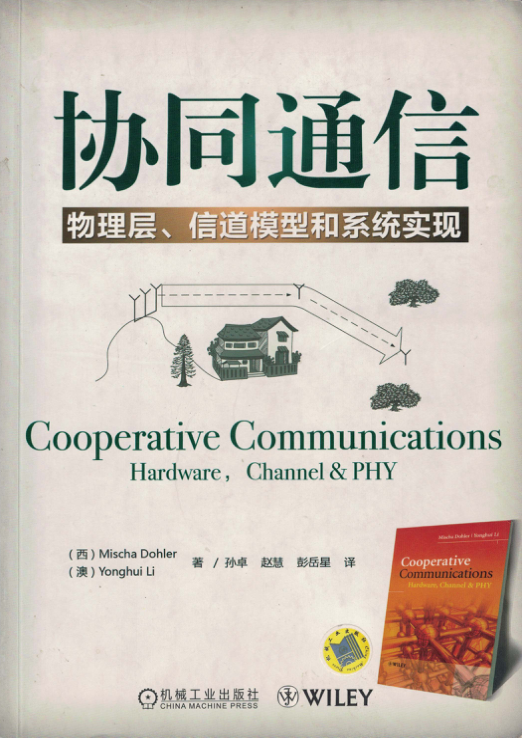 协同通信
物理层、信道模型和系统实现
Cooperative Communications
Hardware, Channel & PHY
(西) Mischa Dohler
(澳) Yonghui Li
著 / 孙卓 赵慧 彭岳星 译
Mischa Dohler / Yonghui Li
Cooperative
Communications
Hardware, Channel & PHY
机械工业出版社
CHINA MACHINE PRESS
WILEY